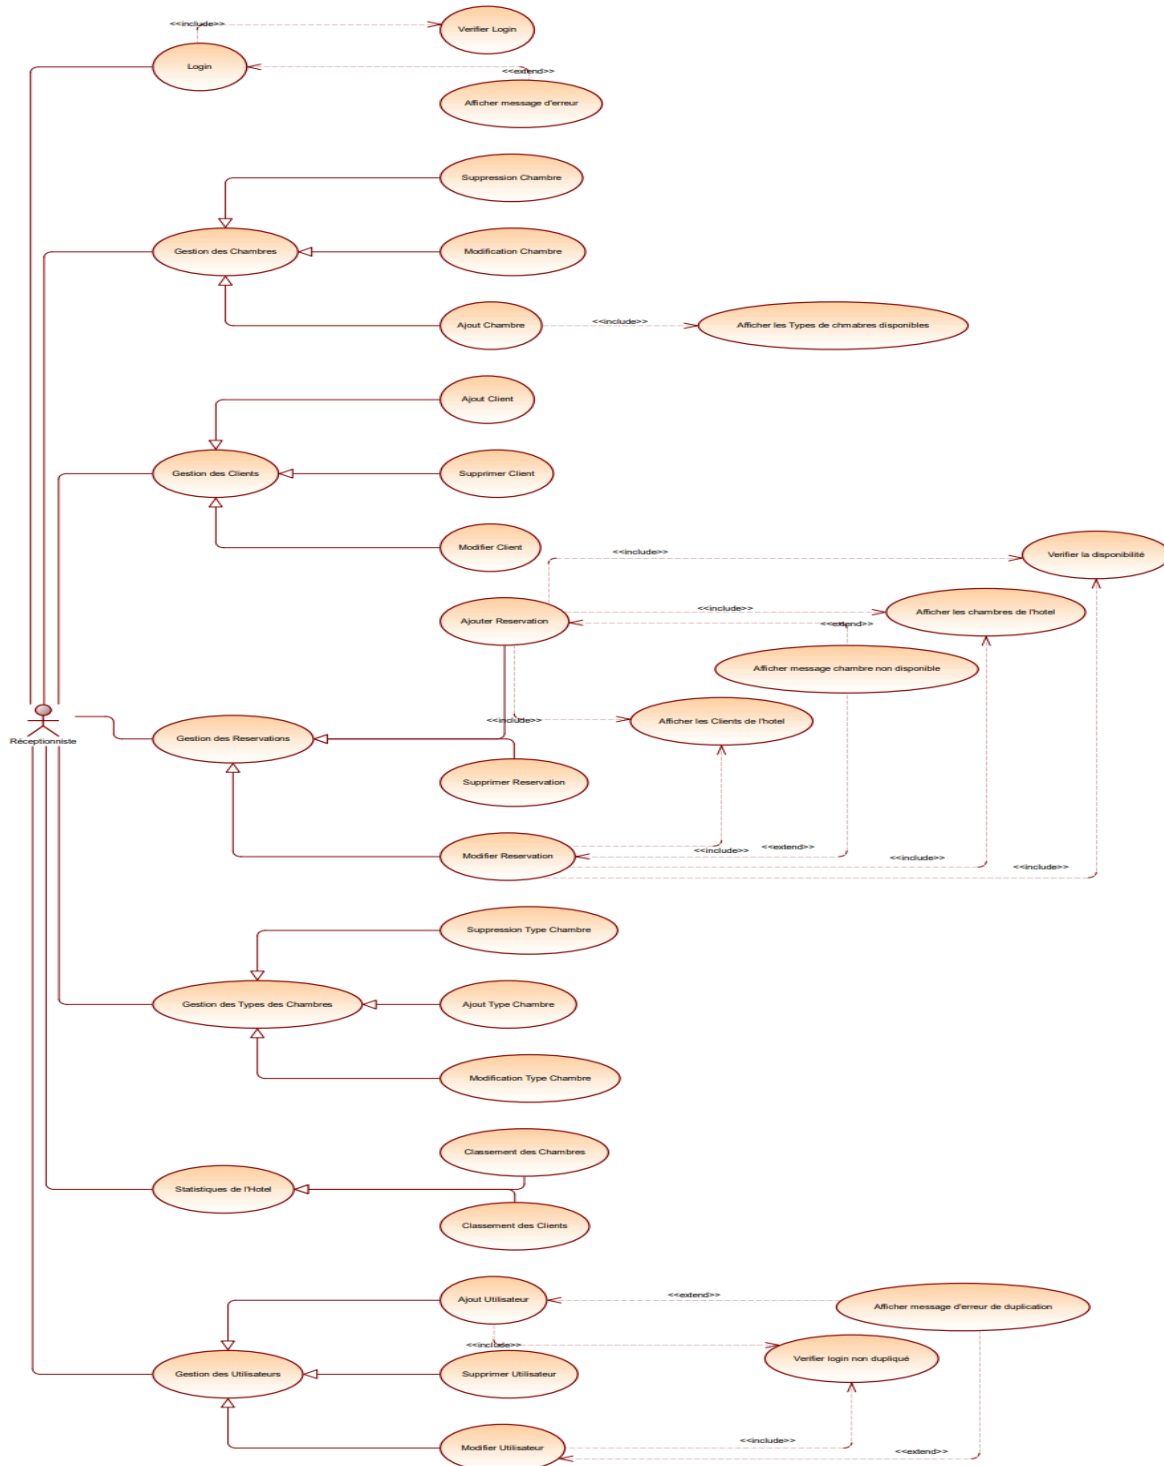 <<include>>
Verifier Login
Login
<<extend>>
Afficher message d'erreur
Suppression Chambre
Gestion des Chambres
Modification Chambre
Ajout Chambre
<<include>>
Afficher les Types de chmabres disponibles
Ajout Client
Gestion des Clients
Supprimer Client
Modifier Client
<<include>>
Verifier la disponibilité
Ajouter Reservation
<<include>>
Afficher les chambres de l'hotel
<<extend>>
Afficher message chambre non disponible
<<include>>
Afficher les Clients de l'hotel
Réceptionniste
Gestion des Reservations
Supprimer Reservation
Modifier Reservation
<<include>>
<<extend>>
<<include>>
<<include>>
Suppression Type Chambre
Gestion des Types des Chambres
Ajout Type Chambre
Modification Type Chambre
Classement des Chambres
Statistiques de l'Hotel
Classement des Clients
Ajout Utilisateur
<<extend>>
Afficher message d'erreur de duplication
<<include>>
Verifier login non dupliqué
Gestion des Utilisateurs
Supprimer Utilisateur
Modifier Utilisateur
<<include>>
<<extend>>